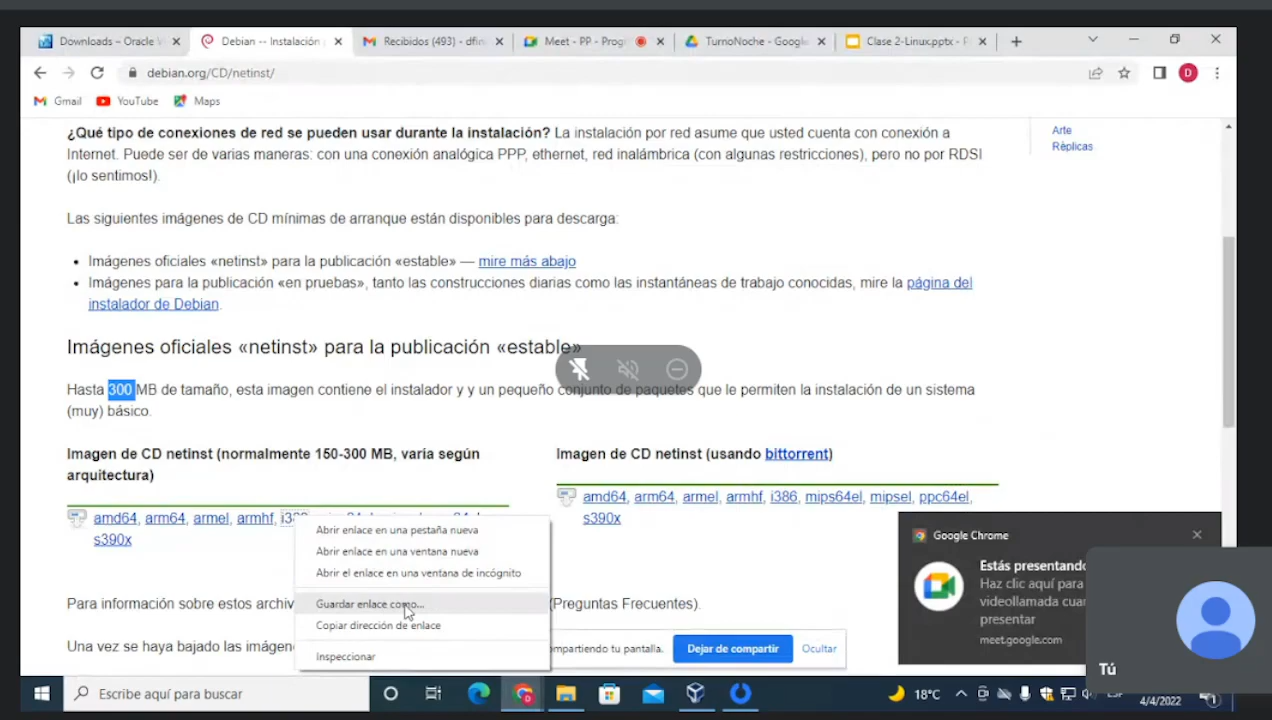 Downloads – Oracle V
Debian -- Instalación
Recibidos (493) - dfin
Meet - PP - Prog
TurnoNoche - Google
Clase 2-Linux.pptx - P
debian.org/CD/netinst/
D
Gmail
YouTube
Maps
¿Qué tipo de conexiones de red se pueden usar durante la instalación? La instalación por red asume que usted cuenta con conexión a
Internet. Puede ser de varias maneras: con una conexión analógica PPP, ethernet, red inalámbrica (con algunas restricciones), pero no por RDSI
(¡lo sentimos!).
Arte
Réplicas
Las siguientes imágenes de CD mínimas de arranque están disponibles para descarga:
Imágenes oficiales «netinst» para la publicación «estable» — mire más abajo
Imágenes para la publicación «en pruebas», tanto las construcciones diarias como las instantáneas de trabajo conocidas, mire la página del
instalador de Debian.
Imágenes oficiales «netinst» para la publicación «estable»
Hasta 300 MB de tamaño, esta imagen contiene el instalador y y un pequeño conjunto de paquetes que le permiten la instalación de un sistema
(muy) básico.
Imagen de CD netinst (normalmente 150-300 MB, varía según
arquitectura)
amd64, arm64, armel, armhf,
s390x
Imagen de CD netinst (usando bittorrent)
amd64, arm64, armel, armhf, i386, mips64el, mipsel, ppc64el,
s390x
Abrir enlace en una pestaña nueva
Abrir enlace en una ventana nueva
Abrir el enlace en una ventana de incógnito
Guardar enlace como...
Copiar dirección de enlace
Inspeccionar
Para información sobre estos archiv
(Preguntas Frecuentes).
Una vez se haya bajado las imágen
ompartiendo tu pantalla.
Dejar de compartir
Ocultar
Google Chrome
Estás presentando
Haz clic aquí para
videollamada cuan
presentar
meet.google.com
Tú
Escribe aquí para buscar
18°C
4/4/2022
1